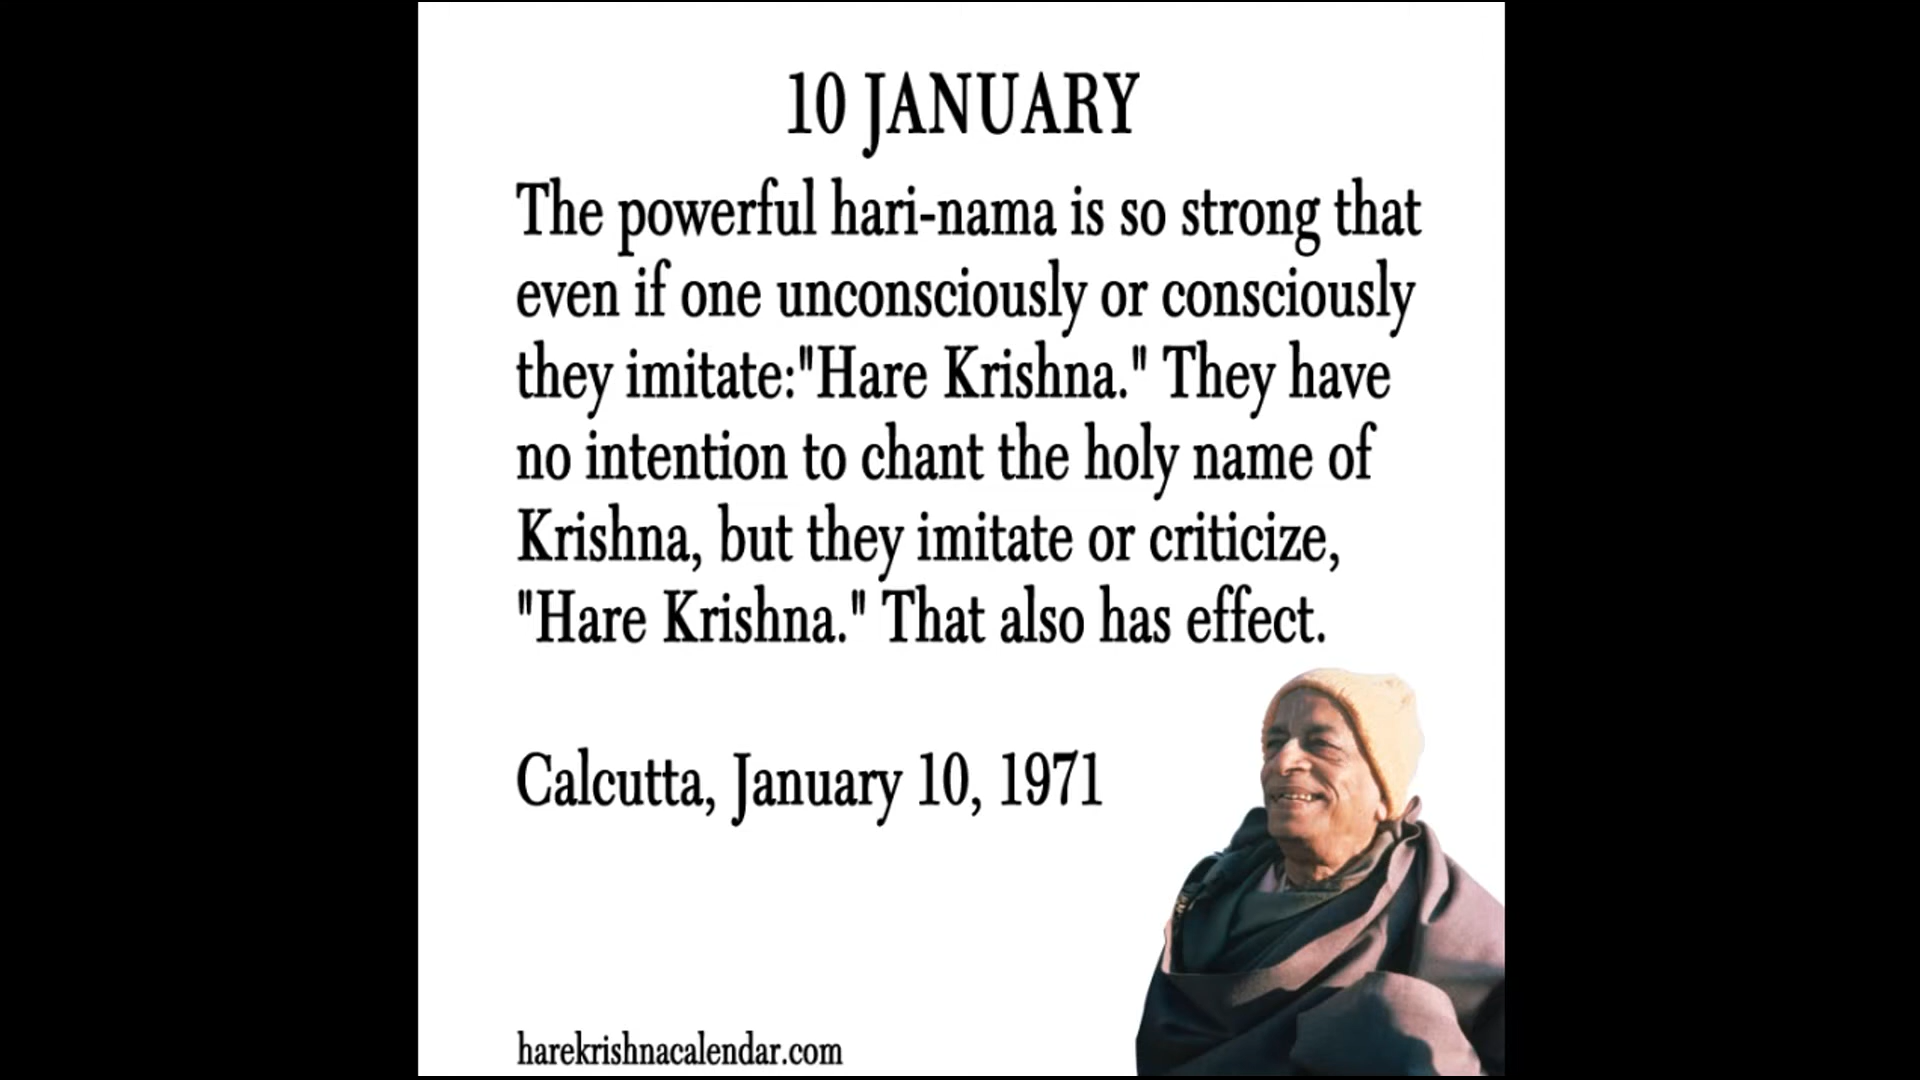 10 JANUARY
The powerful hari-nama is so strong that
even if one unconsciously or consciously
they imitate:"Hare Krishna." They have
no intention to chant the holy name of
Krishna, but they imitate or criticize,
"Hare Krishna." That also has effect.
Calcutta, January 10, 1971
harekrishnacalendar.com